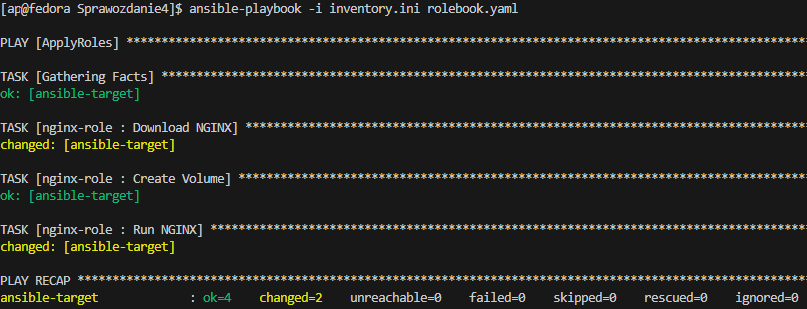 [ap@fedora Sprawozdanie4]$ ansible-playbook -i inventory.ini rolebook.yaml
PLAY [ApplyRoles] ******************************************************************************************************
TASK [Gathering Facts] *************************************************************************************************
ok: [ansible-target]
TASK [nginx-role : Download NGINX] *************************************************************************************
changed: [ansible-target]
TASK [nginx-role : Create Volume] **************************************************************************************
ok: [ansible-target]
TASK [nginx-role : Run NGINX] ******************************************************************************************
changed: [ansible-target]
PLAY RECAP *************************************************************************************************************
ansible-target             : ok=4    changed=2    unreachable=0    failed=0    skipped=0    rescued=0    ignored=0